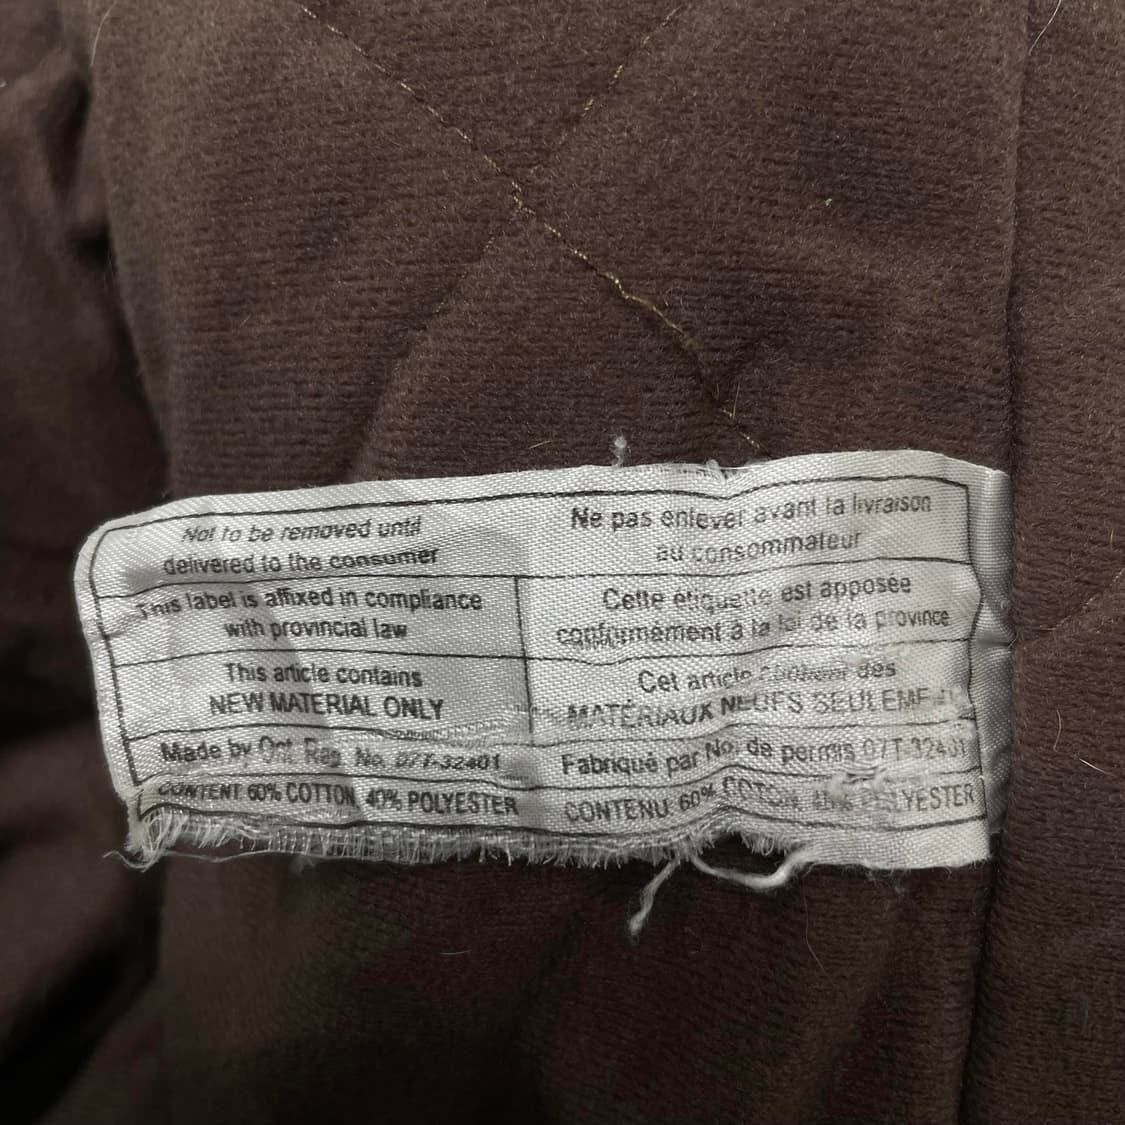 Not to be removed until
delivered to the consumer
Ne pas enlever avant la livraison
au consommateur
This label is affixed in compliance
with provincial law
Cette étiquette est apposée
conformément à la loi de la province
This article contains
NEW MATERIAL ONLY
Cet article des
MATÉRIAUX NEUFS
Made by Ont. Reg. No. 07T-32401
Fabriqué par No. de permis 07T-32401
CONTENT 60% COTTON, 40% POLYESTER
CONTENU: 60% COTON, 40% POLYESTER